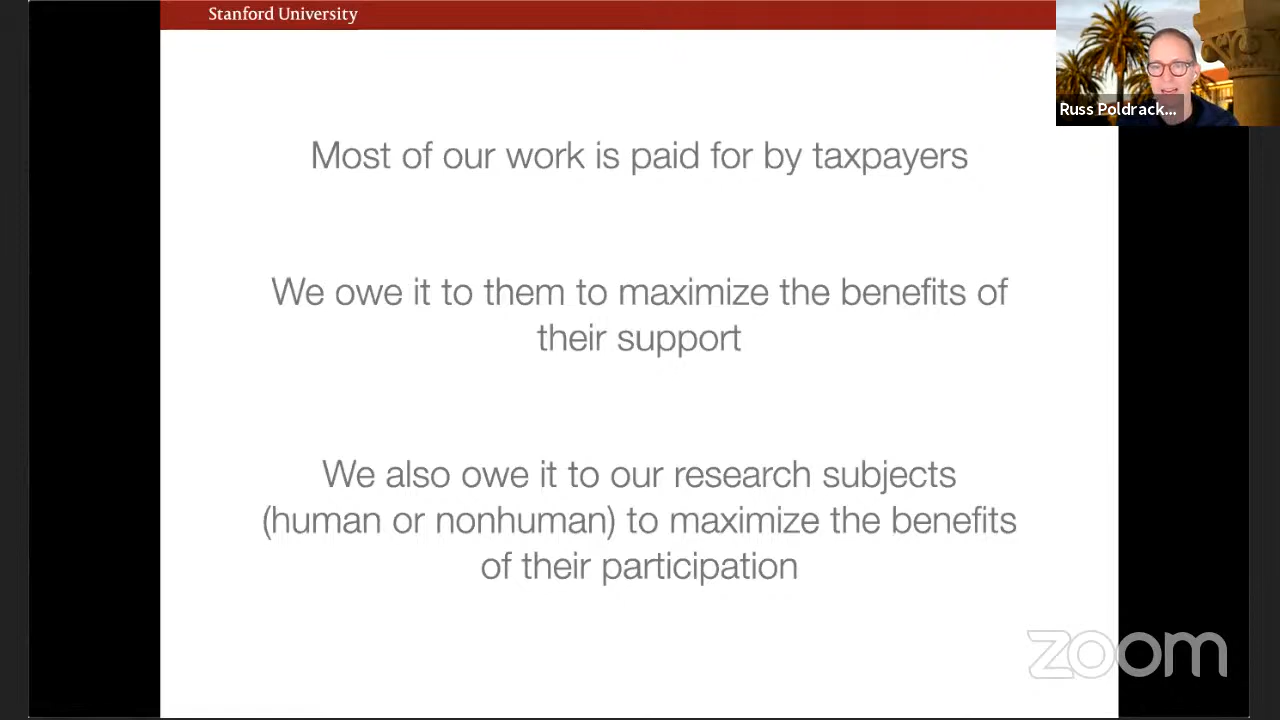 Stanford University
Russ Poldrack...
Most of our work is paid for by taxpayers
We owe it to them to maximize the benefits of
their support
We also owe it to our research subjects
(human or nonhuman) to maximize the benefits
of their participation
zoom